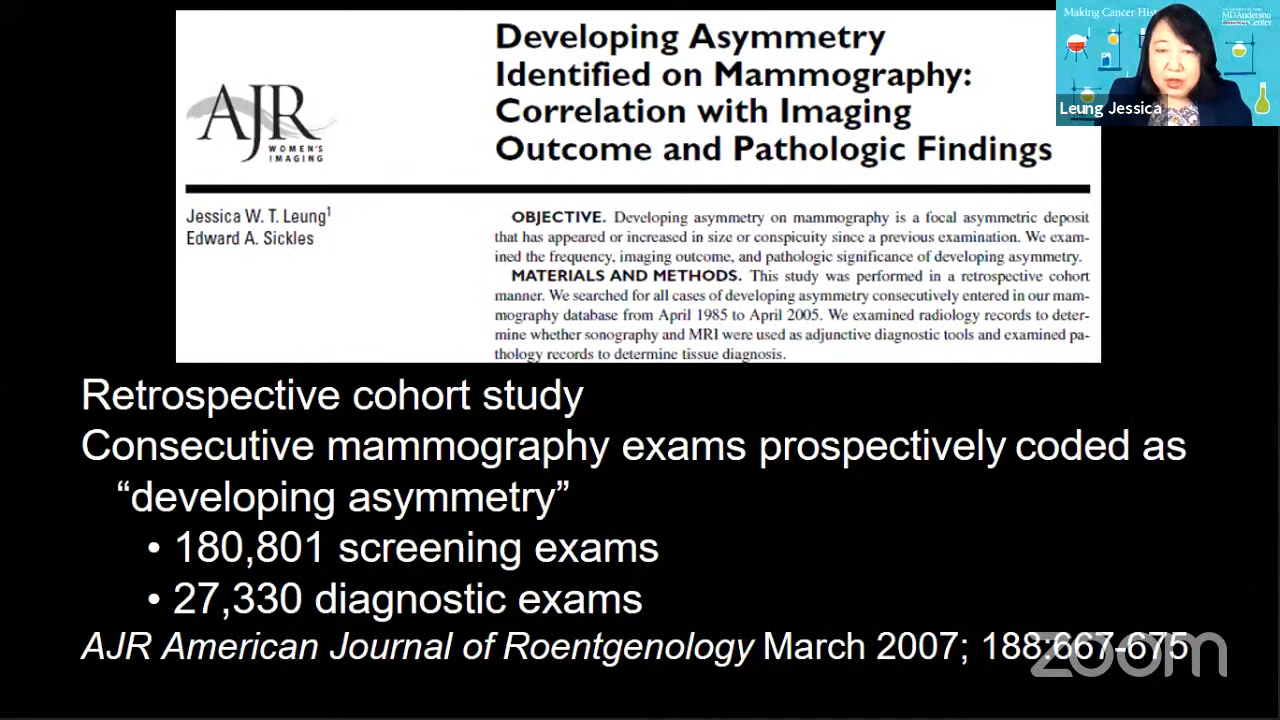 Making Cancer His
MD Anderson
Cancer Center
Leung Jessica
AJR
WOMEN'S
IMAGING
Developing Asymmetry
Identified on Mammography:
Correlation with Imaging
Outcome and Pathologic Findings
Jessica W. T. Leung1
Edward A. Sickles
OBJECTIVE. Developing asymmetry on mammography is a focal asymmetric deposit
that has appeared or increased in size or conspicuity since a previous examination. We exam-
ined the frequency, imaging outcome, and pathologic significance of developing asymmetry.
MATERIALS AND METHODS. This study was performed in a retrospective cohort
manner. We searched for all cases of developing asymmetry consecutively entered in our mam-
mography database from April 1985 to April 2005. We examined radiology records to deter-
mine whether sonography and MRI were used as adjunctive diagnostic tools and examined pa-
thology records to determine tissue diagnosis.
Retrospective cohort study
Consecutive mammography exams prospectively coded as
“developing asymmetry”
• 180,801 screening exams
• 27,330 diagnostic exams
AJR American Journal of Roentgenology March 2007; 188:667-675
zoom